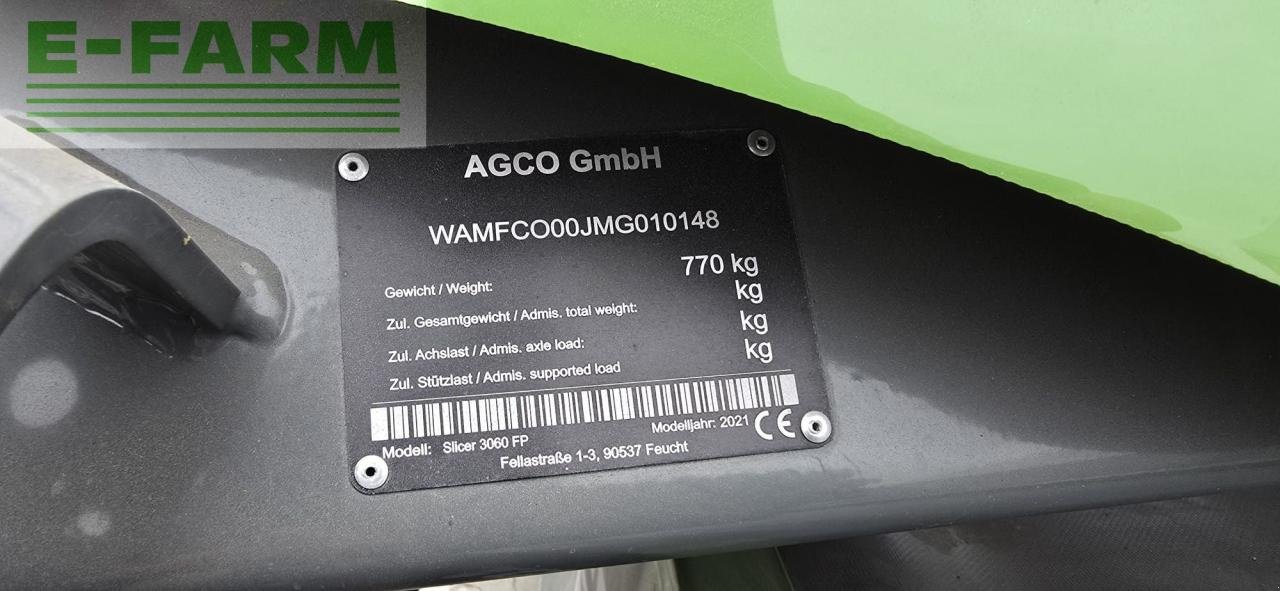 E-FARM
AGCO GmbH
WAMFCO00JMG010148
Gewicht / Weight: 770 kg
Zul. Gesamtgewicht / Admis. total weight: kg
Zul. Achslast / Admis. axle load: kg
Zul. Stützlast / Admis. supported load kg
Modell: Slicer 3060 FP Modelljahr: 2021 CE
Fellastraße 1-3, 90537 Feucht